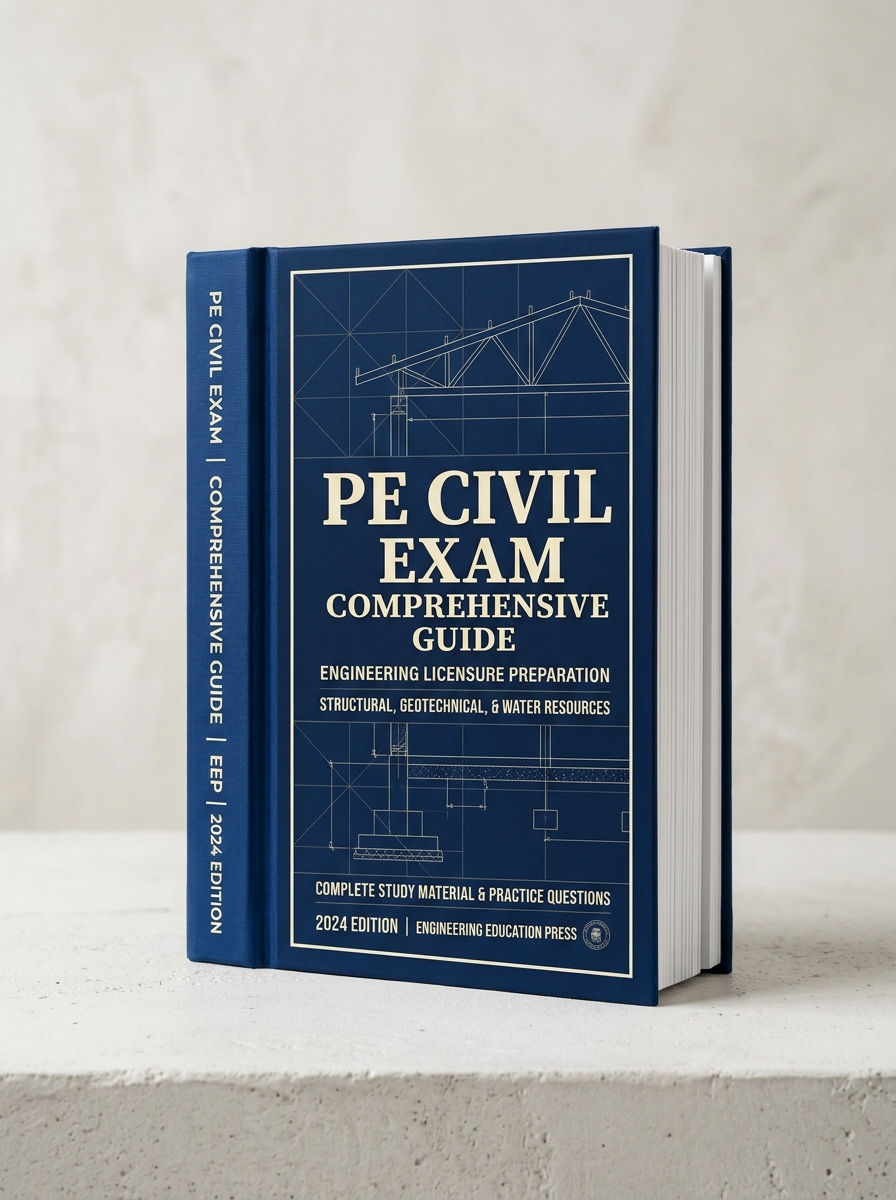 PE CIVIL EXAM | COMPREHENSIVE GUIDE | EEP | 2024 EDITION
PE CIVIL
EXAM
COMPREHENSIVE
GUIDE
ENGINEERING LICENSURE PREPARATION
STRUCTURAL, GEOTECHNICAL, & WATER RESOURCES
COMPLETE STUDY MATERIAL & PRACTICE QUESTIONS
2024 EDITION | ENGINEERING EDUCATION PRESS